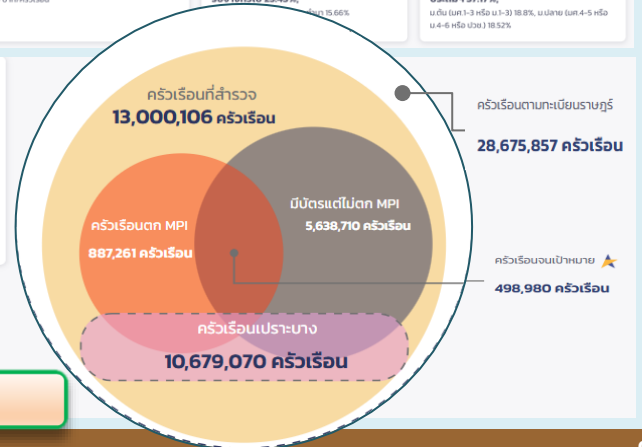 ม.ต้น (มศ.1-3 หรือ ม.1-3) 18.8%, ม.ปลาย (มศ.4-5 หรือ
15.66%
ม.4-6 หรือ ปวช.) 18.52%
ครัวเรือนที่สำรวจ
13,000,106 ครัวเรือน
ครัวเรือนตามทะเบียนราษฎร์
28,675,857 ครัวเรือน
มีบัตรแต่ไม่ตก MPI
5,638,710 ครัวเรือน
ครัวเรือนตก MPI
887,261 ครัวเรือน
ครัวเรือนจนเป้าหมาย
498,980 ครัวเรือน
ครัวเรือนเปราะบาง
10,679,070 ครัวเรือน